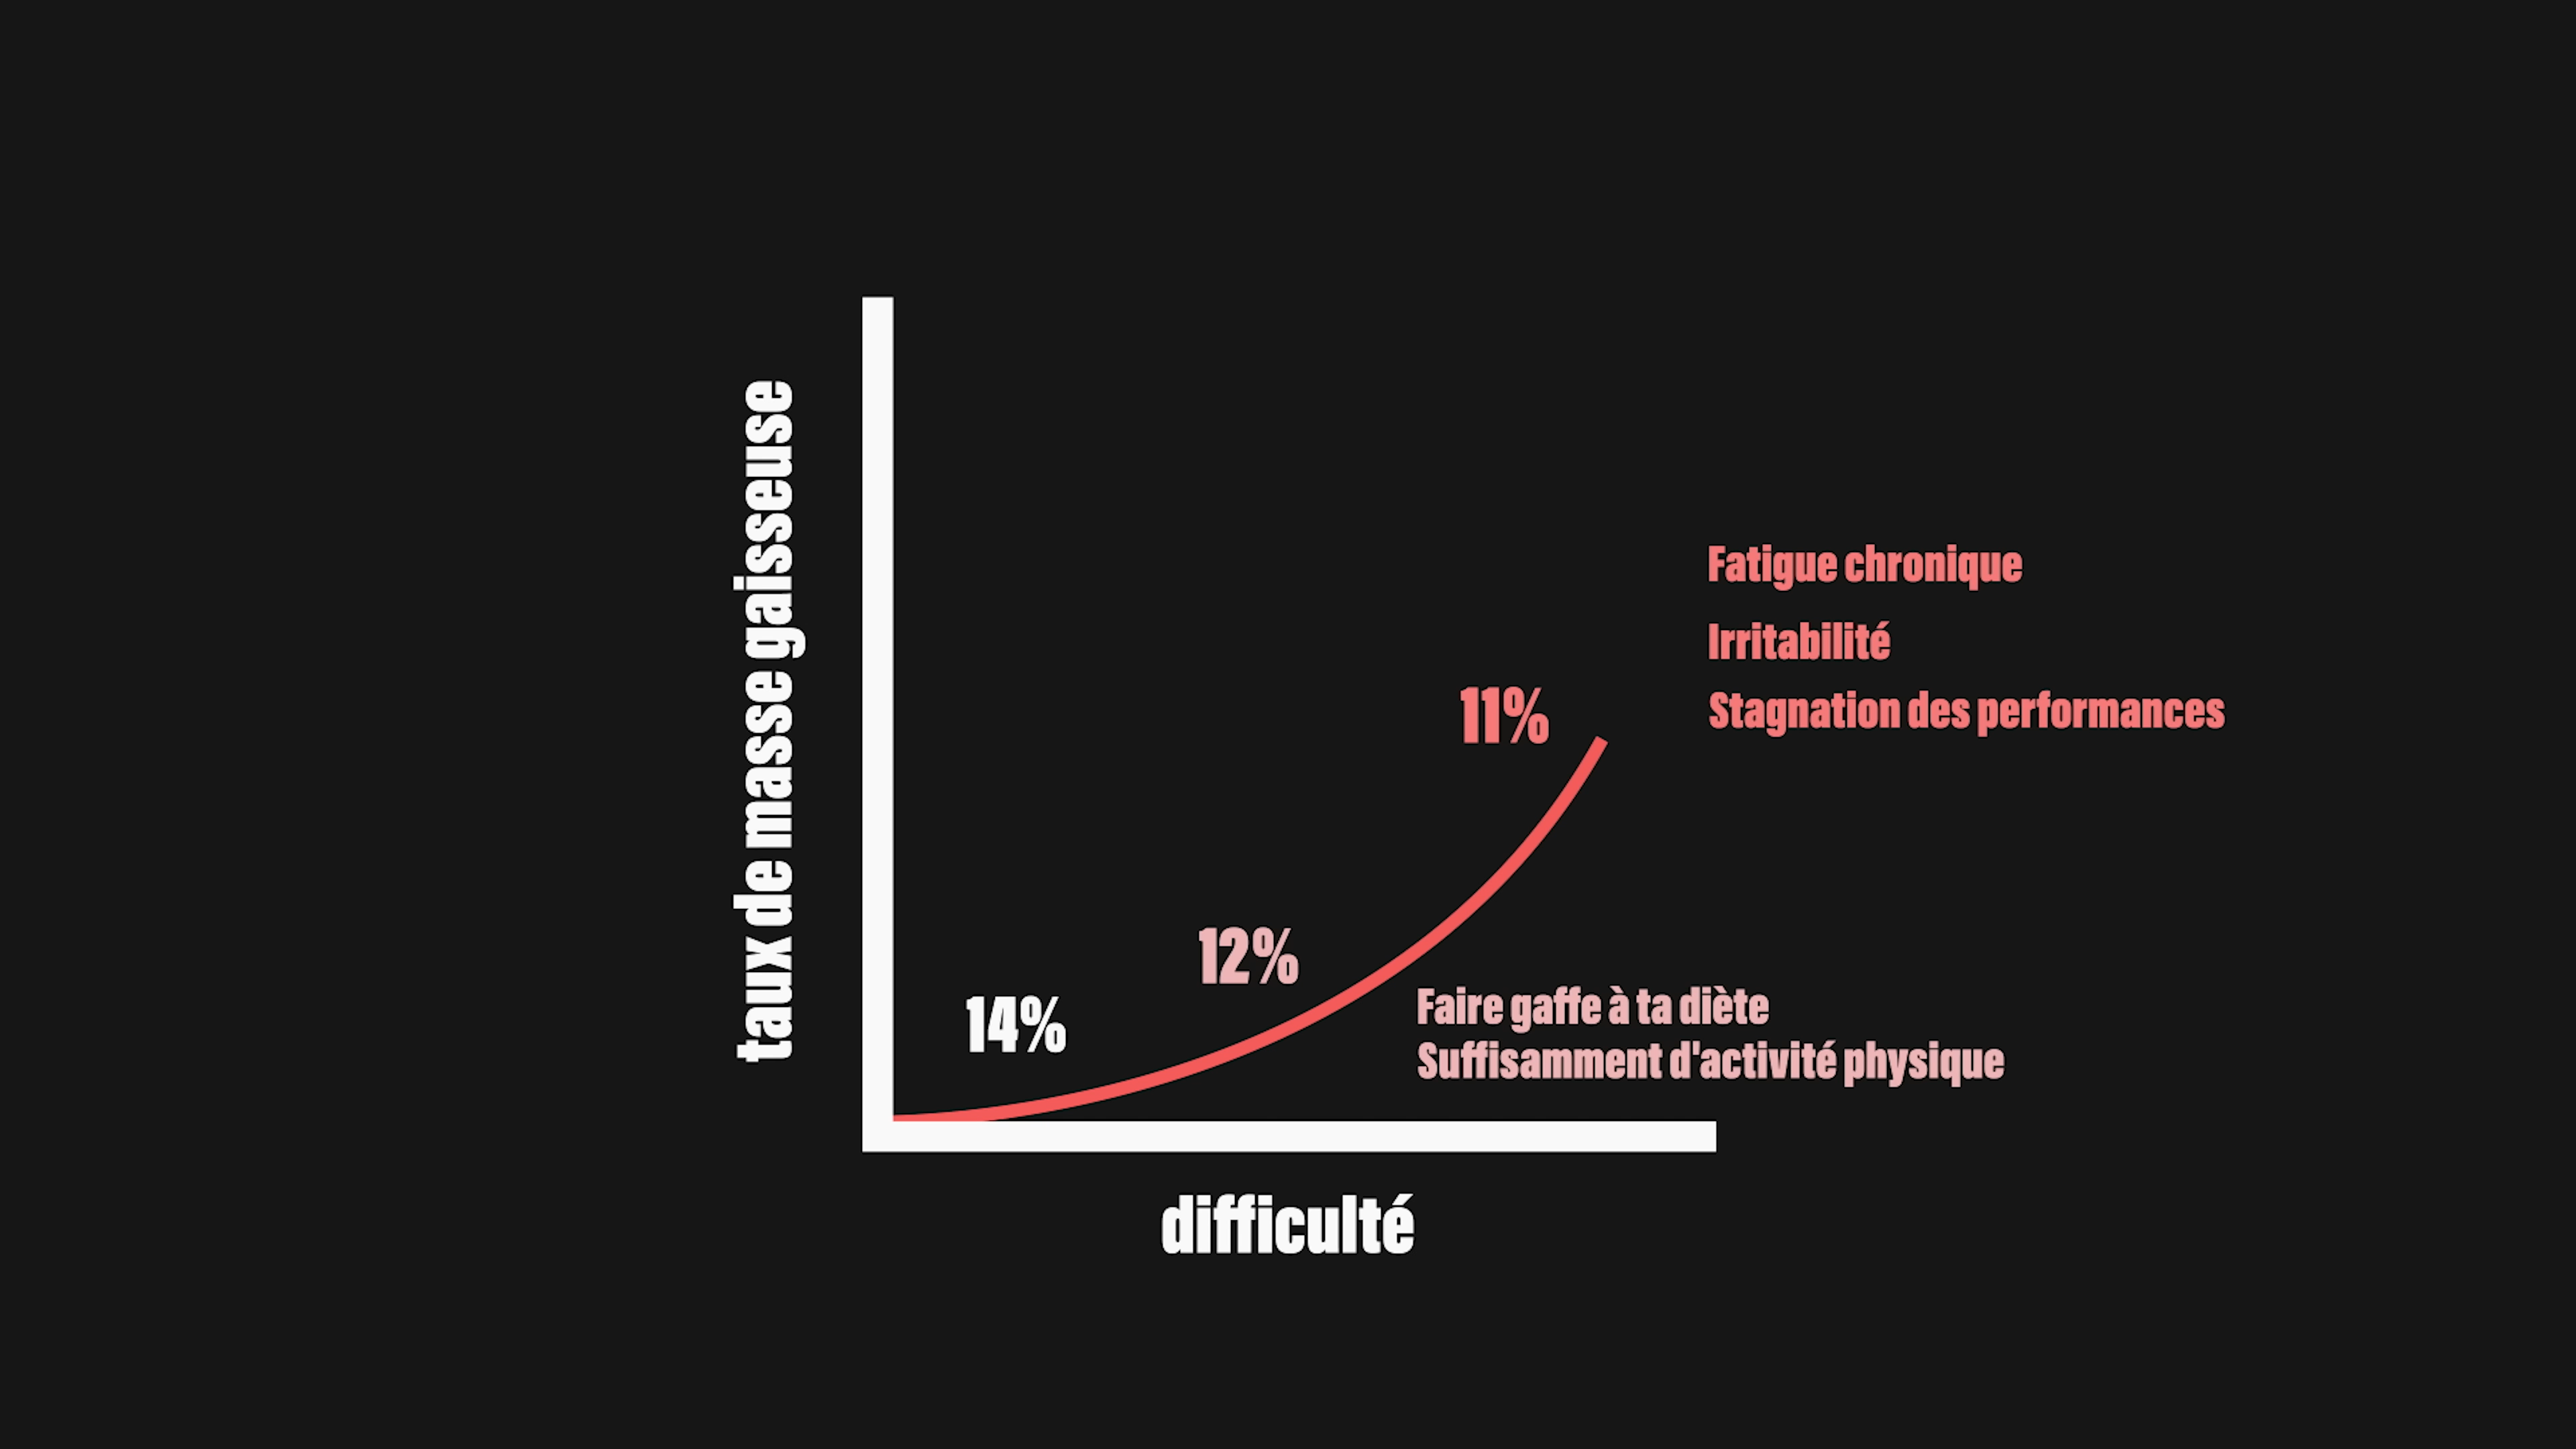 taux de masse gaisseuse
Fatigue chronique
Irritabilité
Stagnation des performances
11%
12%
14%
Faire gaffe à ta diète
Suffisamment d'activité physique
difficulté